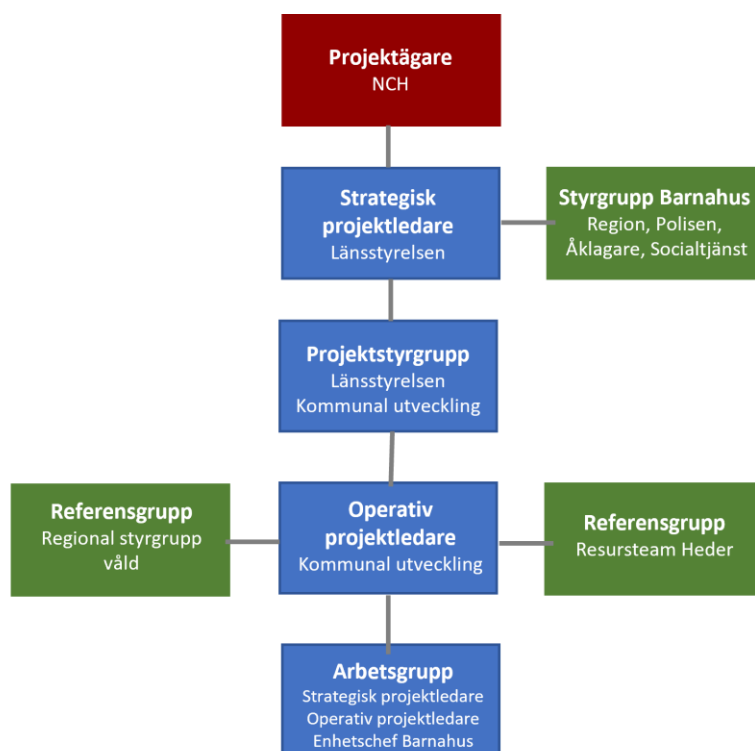 Projektägare
NCH
Strategisk
projektledare
Länsstyrelsen
Styrgrupp Barnahus
Region, Polisen,
Åklagare, Socialtjänst
Projektstyrgrupp
Länsstyrelsen
Kommunal utveckling
Referensgrupp
Regional styrgrupp
våld
Operativ
projektledare
Kommunal utveckling
Referensgrupp
Resursteam Heder
Arbetsgrupp
Strategisk projektledare
Operativ projektledare
Enhetschef Barnahus